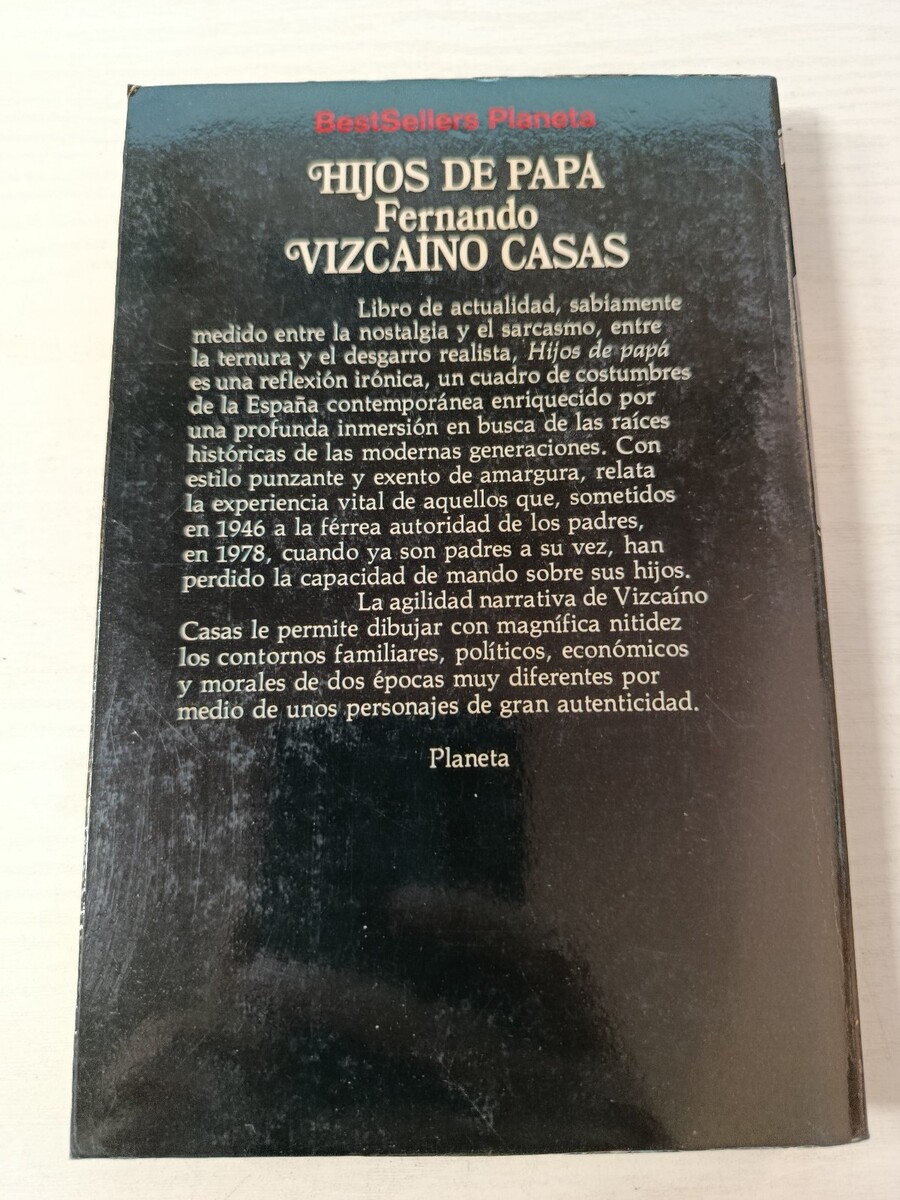 BestSellers Planeta
HIJOS DE PAPÁ
Fernando
VIZCAÍNO CASAS
Libro de actualidad, sabiamente
medido entre la nostalgia y el sarcasmo, entre
la ternura y el desgarro realista, Hijos de papá
es una reflexión irónica, un cuadro de costumbres
de la España contemporánea enriquecido por
una profunda inmersión en busca de las raíces
históricas de las modernas generaciones. Con
estilo punzante y exento de amargura, relata
la experiencia vital de aquellos que, sometidos
en 1946 a la férrea autoridad de los padres,
en 1978, cuando ya son padres a su vez, han
perdido la capacidad de mando sobre sus hijos.
La agilidad narrativa de Vizcaíno
Casas le permite dibujar con magnífica nitidez
los contornos familiares, políticos, económicos
y morales de dos épocas muy diferentes por
medio de unos personajes de gran autenticidad.
Planeta